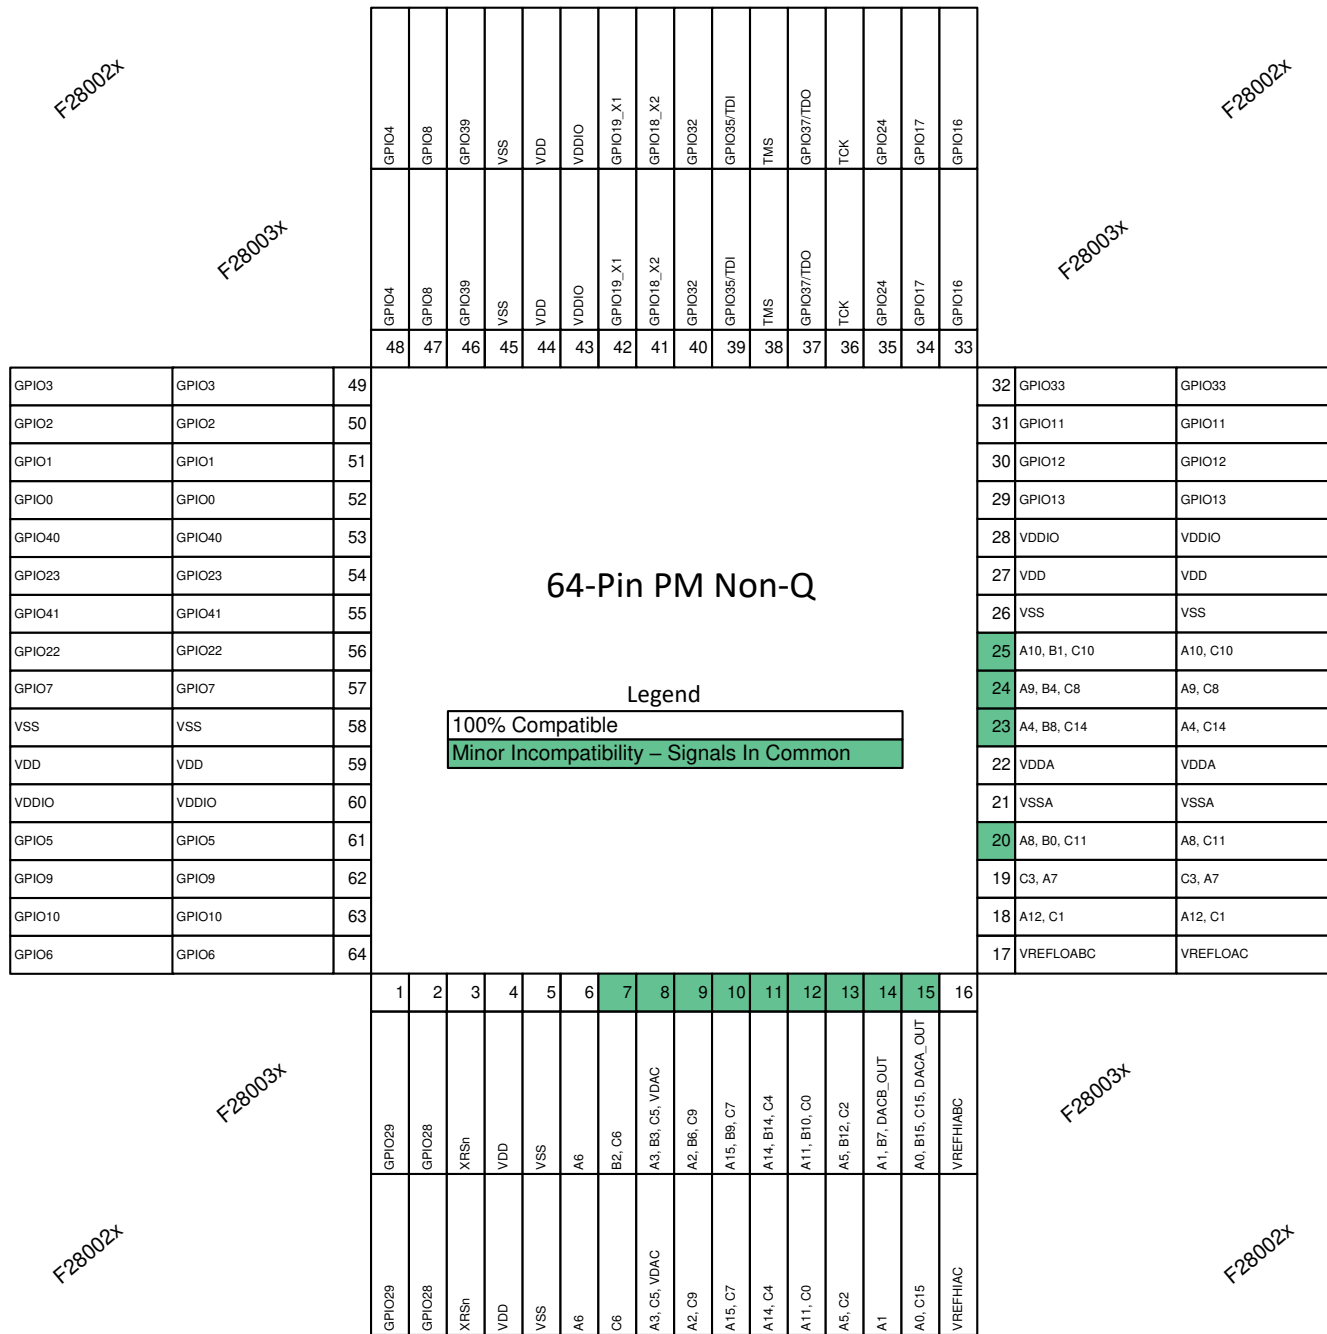 F28002x
F28002x
F28003x
F28003x
GPIO4 GPIO8 GPIO39 VSS VDD VDDIO GPIO19_X1 GPIO18_X2 GPIO32 GPIO35/TDI TMS GPIO37/TDO TCK GPIO24 GPIO17 GPIO16
GPIO4 GPIO8 GPIO39 VSS VDD VDDIO GPIO19_X1 GPIO18_X2 GPIO32 GPIO35/TDI TMS GPIO37/TDO TCK GPIO24 GPIO17 GPIO16
48 47 46 45 44 43 42 41 40 39 38 37 36 35 34 33
GPIO3 GPIO3 49
GPIO2 GPIO2 50
GPIO1 GPIO1 51
GPIO0 GPIO0 52
GPIO40 GPIO40 53
GPIO23 GPIO23 54
GPIO41 GPIO41 55
GPIO22 GPIO22 56
GPIO7 GPIO7 57
VSS VSS 58
VDD VDD 59
VDDIO VDDIO 60
GPIO5 GPIO5 61
GPIO9 GPIO9 62
GPIO10 GPIO10 63
GPIO6 GPIO6 64
64-Pin PM Non-Q
Legend
100% Compatible
Minor Incompatibility – Signals In Common
32 GPIO33 GPIO33
31 GPIO11 GPIO11
30 GPIO12 GPIO12
29 GPIO13 GPIO13
28 VDDIO VDDIO
27 VDD VDD
26 VSS VSS
25 A10, B1, C10 A10, C10
24 A9, B4, C8 A9, C8
23 A4, B8, C14 A4, C14
22 VDDA VDDA
21 VSSA VSSA
20 A8, B0, C11 A8, C11
19 C3, A7 C3, A7
18 A12, C1 A12, C1
17 VREFLOABC VREFLOAC
1 2 3 4 5 6 7 8 9 10 11 12 13 14 15 16
GPIO29 GPIO28 XRSn VDD VSS A6 B2, C6 A3, B3, C5, VDAC A2, B6, C9 A15, B9, C7 A14, B14, C4 A11, B10, C0 A5, B12, C2 A1, B7, DACB_OUT A0, B15, C15, DACA_OUT VREFHIABC
GPIO29 GPIO28 XRSn VDD VSS A6 C6 A3, C5, VDAC A2, C9 A15, C7 A14, C4 A11, C0 A5, C2 A1 A0, C15 VREFHIAC
F28003x
F28003x
F28002x
F28002x